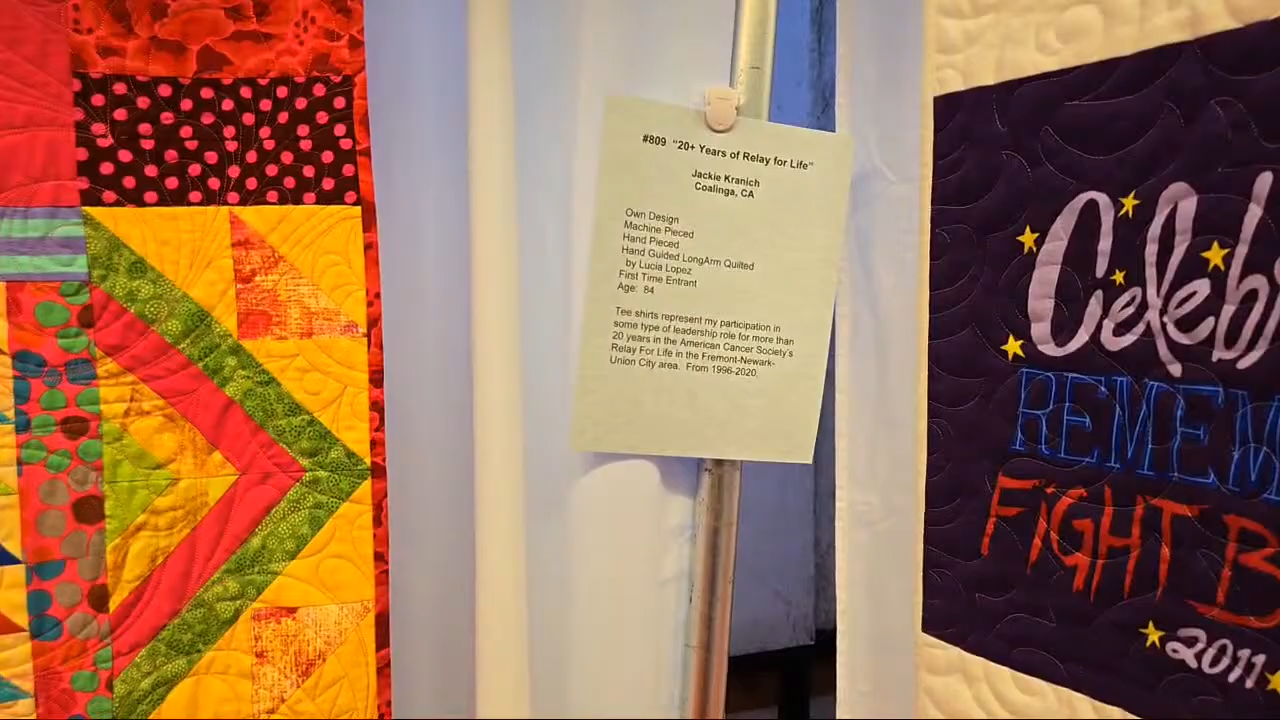 #809 "20+ Years of Relay for Life"
Jackie Kranich
Coalinga, CA
Own Design
Machine Pieced
Hand Pieced
Hand Guided LongArm Quilted
by Lucia Lopez
First Time Entrant
Age: 84
Tee shirts represent my participation in
some type of leadership role for more than
20 years in the American Cancer Society's
Relay For Life in the Fremont-Newark-
Union City area. From 1996-2020.
Celeb
REMEM
FIGHT B
2011